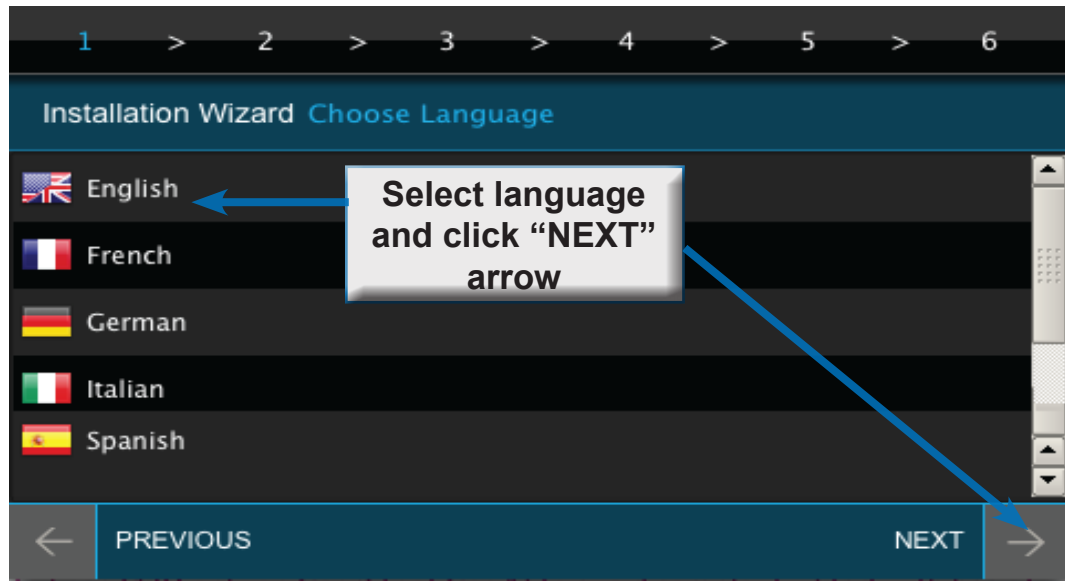 1 > 2 > 3 > 4 > 5 > 6
Installation Wizard Choose Language
English
French
German
Italian
Spanish
Select language
and click “NEXT”
arrow
PREVIOUS
NEXT